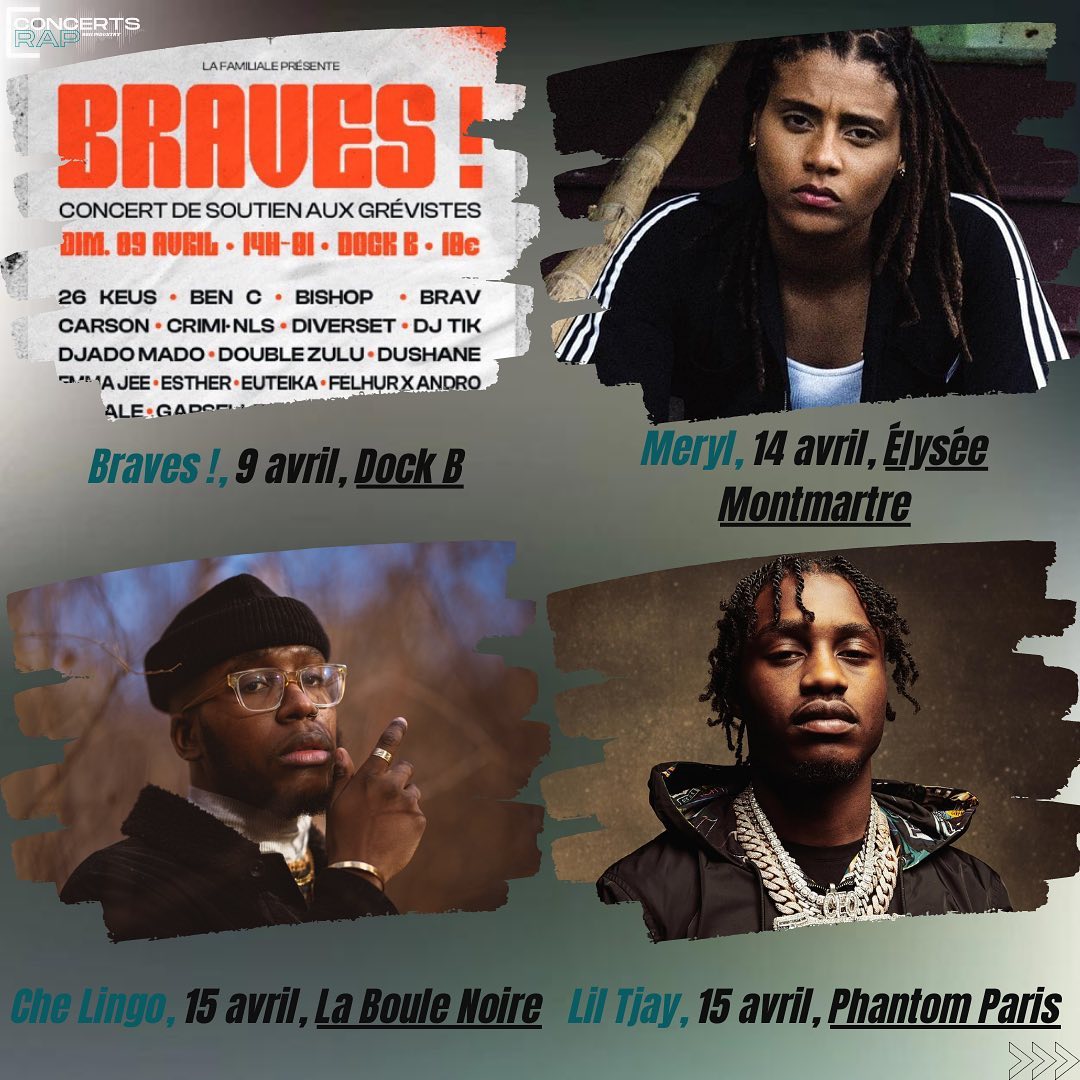 CONCERTS
RAP
LA FAMILIALE PRÉSENTE
BRAVES !
CONCERT DE SOUTIEN AUX GRÉVISTES
DIM. 09 AVRIL • 14H-01 • DOCK B • 10€
26 KEUS • BEN C • BISHOP • BRAV
CARSON • CRIMI•NLS • DIVERSET • DJ TIK
DJADO MADO • DOUBLE ZULU • DUSHANE
EMMA JEE • ESTHER • EUTEIKA • FELHUR X ANDRO
Braves !, 9 avril, Dock B
Meryl, 14 avril, Élysée
Montmartre
CEO
Che Lingo, 15 avril, La Boule Noire
Lil Tjay, 15 avril, Phantom Paris